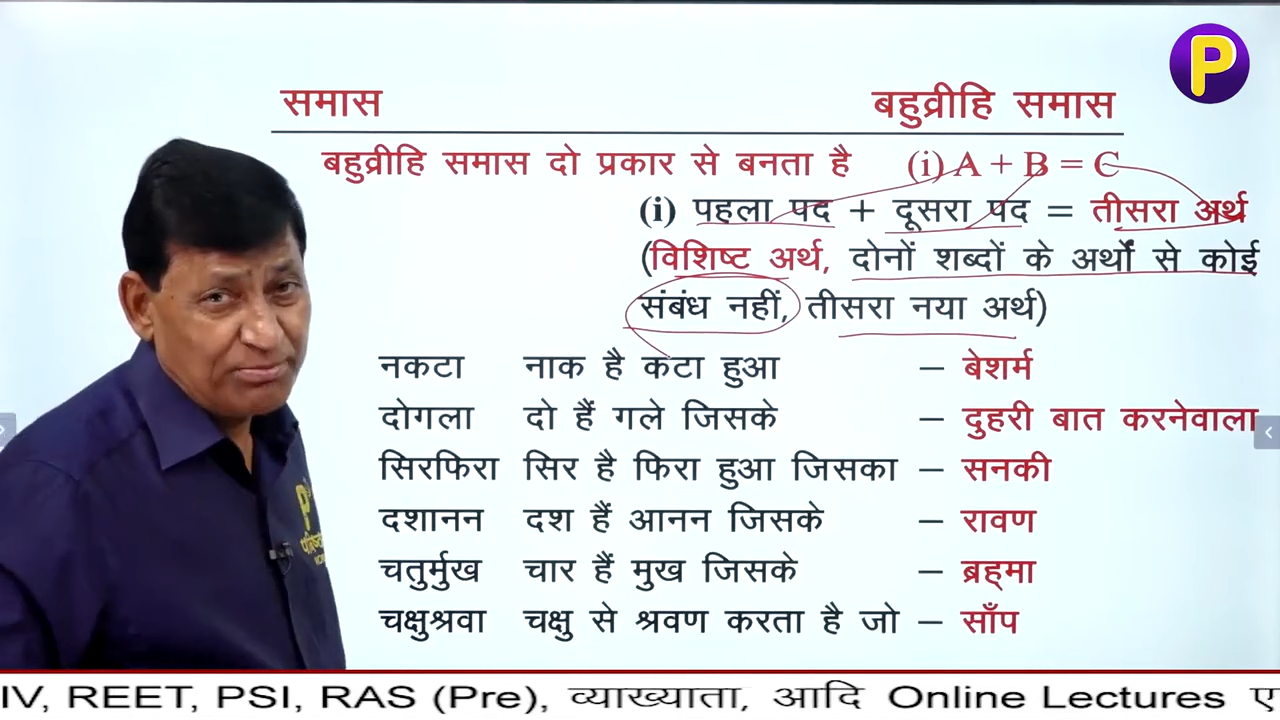 P
समास बहुव्रीहि समास
बहुव्रीहि समास दो प्रकार से बनता है (i) A + B = C
(i) पहला पद + दूसरा पद = तीसरा अर्थ
(विशिष्ट अर्थ, दोनों शब्दों के अर्थों से कोई
संबंध नहीं, तीसरा नया अर्थ)
नकटा नाक है कटा हुआ – बेशर्म
दोगला दो हैं गले जिसके – दुहरी बात करनेवाला
सिरफिरा सिर है फिरा हुआ जिसका – सनकी
दशानन दश हैं आनन जिसके – रावण
चतुर्मुख चार हैं मुख जिसके – ब्रह्मा
चक्षुश्रवा चक्षु से श्रवण करता है जो – साँप
IV, REET, PSI, RAS (Pre), व्याख्याता, आदि Online Lectures